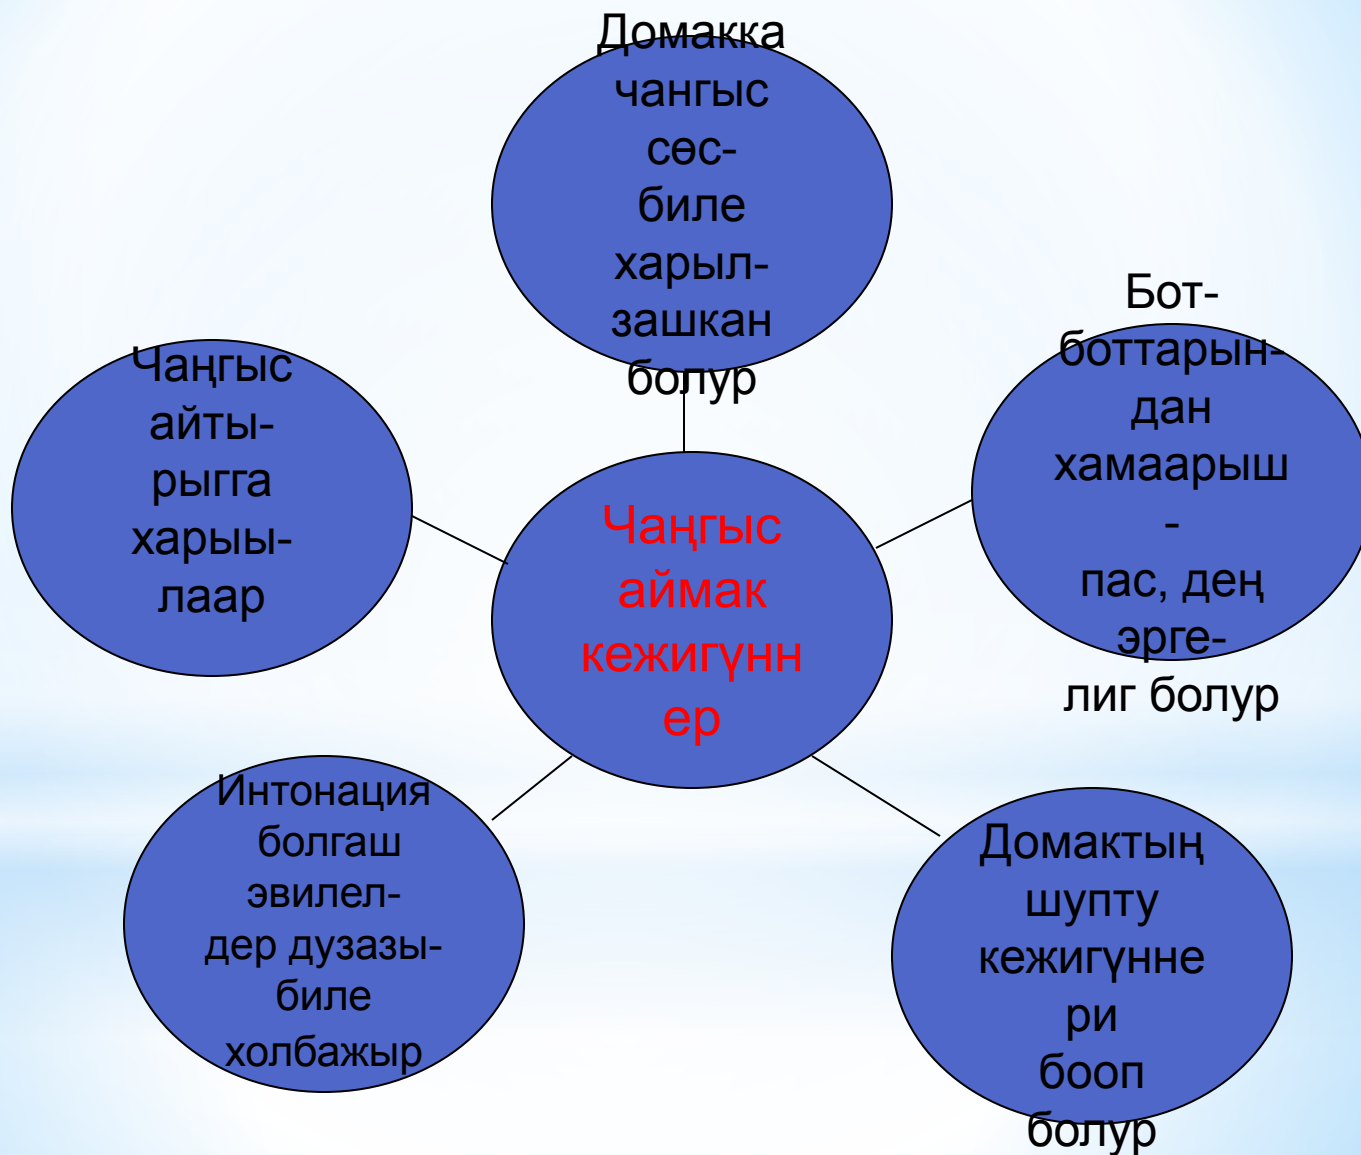 Домакка
чангыс
сөс-
биле
харыл-
зашкан
болур
Бот-
боттарын-
дан
хамаарыш
-
пас, дең
эрге-
лиг болур
Чаңгыс
айты-
рыгга
харыы-
лаар
Чаңгыс
аймак
кежигүнн
ер
Интонация
болгаш
эвилел-
дер дузазы-
биле
холбажыр
Домактың
шупту
кежигүнне
ри
бооп
болур